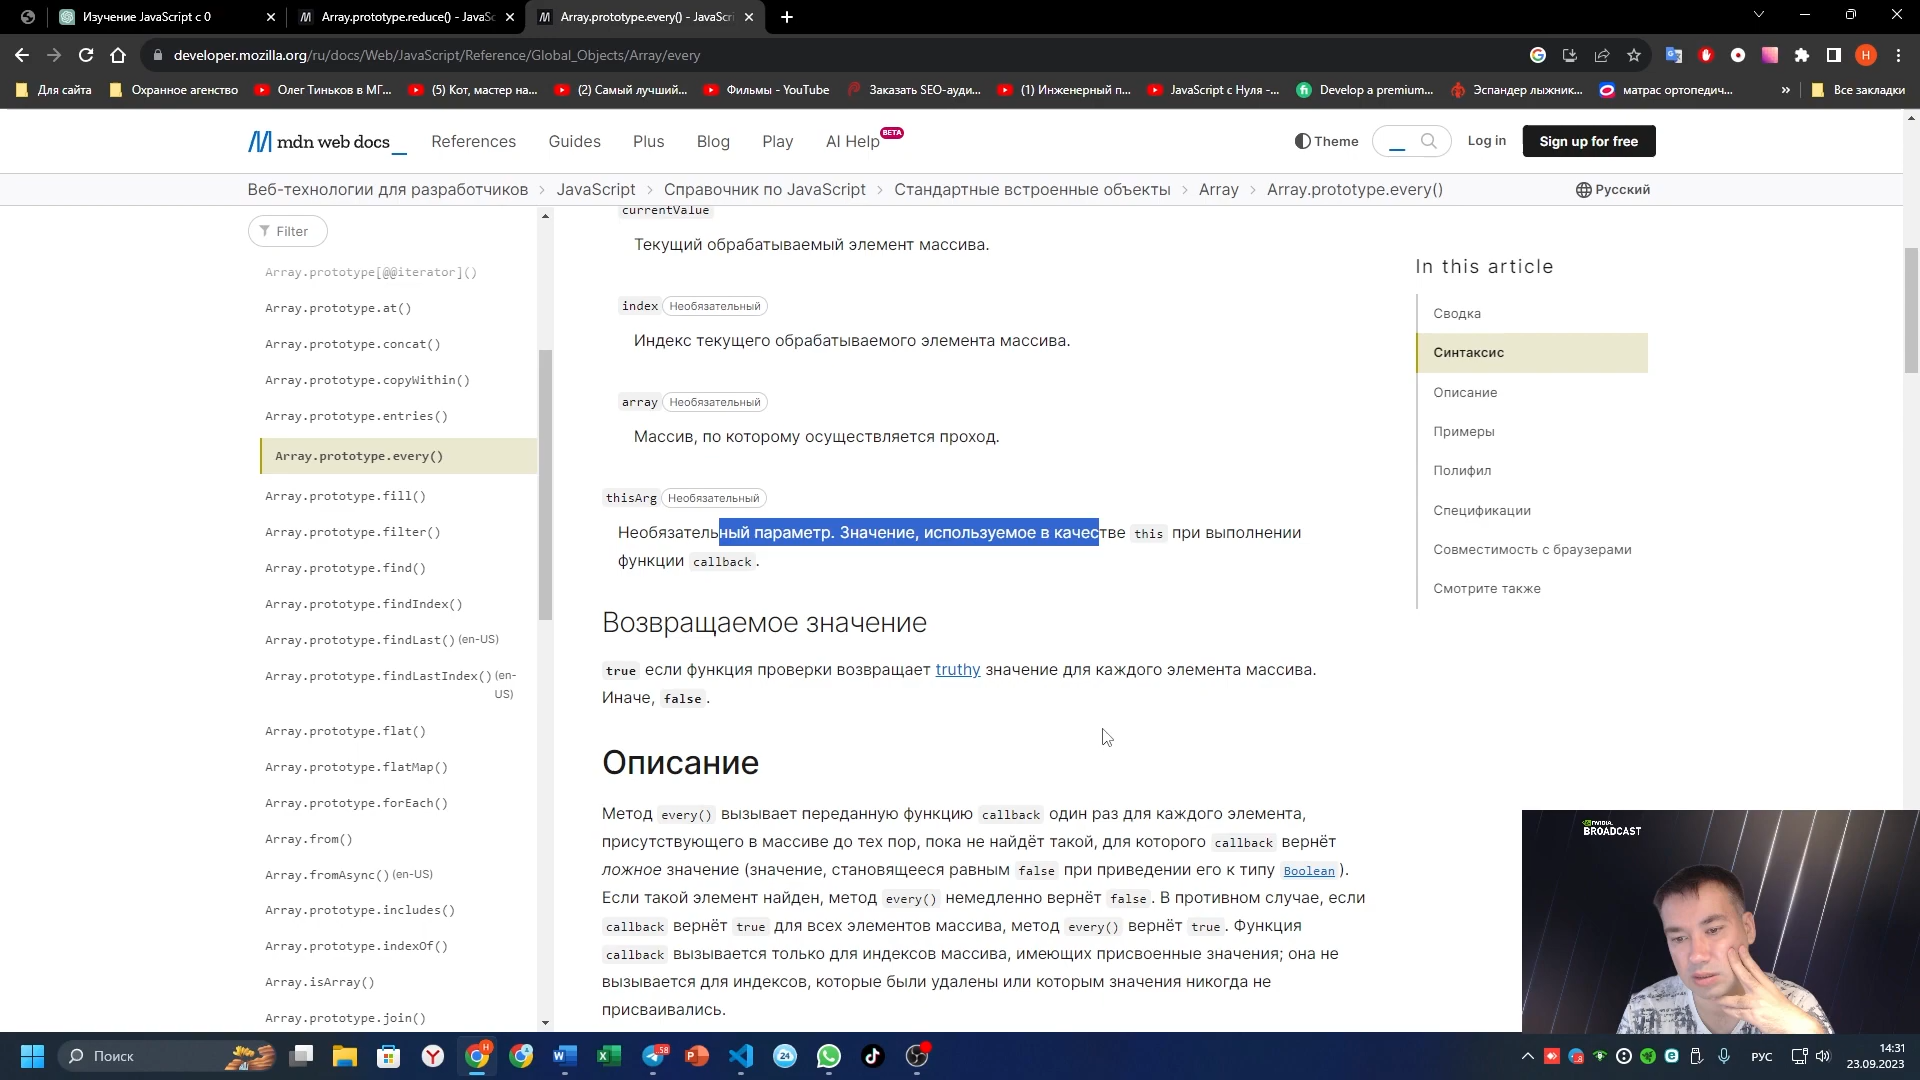 Изучение JavaScript с 0
Array.prototype.reduce() - JavaSc
Array.prototype.every() - JavaScri
developer.mozilla.org/ru/docs/Web/JavaScript/Reference/Global_Objects/Array/every
Для сайта
Охранное агенство
Олег Тиньков в МГ...
(5) Кот, мастер на...
(2) Самый лучший...
Фильмы - YouTube
Заказать SEO-ауди...
(1) Инженерный п...
JavaScript с Нуля -...
Develop a premium...
Эспандер лыжник...
матрас ортопедич...
»
Все закладки
mdn web docs_
References
Guides
Plus
Blog
Play
AI Help BETA
Theme
Log in
Sign up for free
Веб-технологии для разработчиков > JavaScript > Справочник по JavaScript > Стандартные встроенные объекты > Array > Array.prototype.every()
Русский
Filter
Array.prototype[@@iterator]()
Array.prototype.at()
Array.prototype.concat()
Array.prototype.copyWithin()
Array.prototype.entries()
Array.prototype.every()
Array.prototype.fill()
Array.prototype.filter()
Array.prototype.find()
Array.prototype.findIndex()
Array.prototype.findLast() (en-US)
Array.prototype.findLastIndex() (en-
US)
Array.prototype.flat()
Array.prototype.flatMap()
Array.prototype.forEach()
Array.from()
Array.fromAsync() (en-US)
Array.prototype.includes()
Array.prototype.indexOf()
Array.isArray()
Array.prototype.join()
currentValue
Текущий обрабатываемый элемент массива.
index Необязательный
Индекс текущего обрабатываемого элемента массива.
array Необязательный
Массив, по которому осуществляется проход.
thisArg Необязательный
Необязательный параметр. Значение, используемое в качестве this при выполнении
функции callback.
Возвращаемое значение
true если функция проверки возвращает truthy значение для каждого элемента массива.
Иначе, false.
Описание
Метод every() вызывает переданную функцию callback один раз для каждого элемента,
присутствующего в массиве до тех пор, пока не найдёт такой, для которого callback вернёт
ложное значение (значение, становящееся равным false при приведении его к типу Boolean).
Если такой элемент найден, метод every() немедленно вернёт false. В противном случае, если
callback вернёт true для всех элементов массива, метод every() вернёт true. Функция
callback вызывается только для индексов массива, имеющих присвоенные значения; она не
вызывается для индексов, которые были удалены или которым значения никогда не
присваивались.
In this article
Сводка
Синтаксис
Описание
Примеры
Полифил
Спецификации
Совместимость с браузерами
Смотрите также
NVIDIA.
BROADCAST
Поиск
58
24
РУС
14:31
23.09.2023